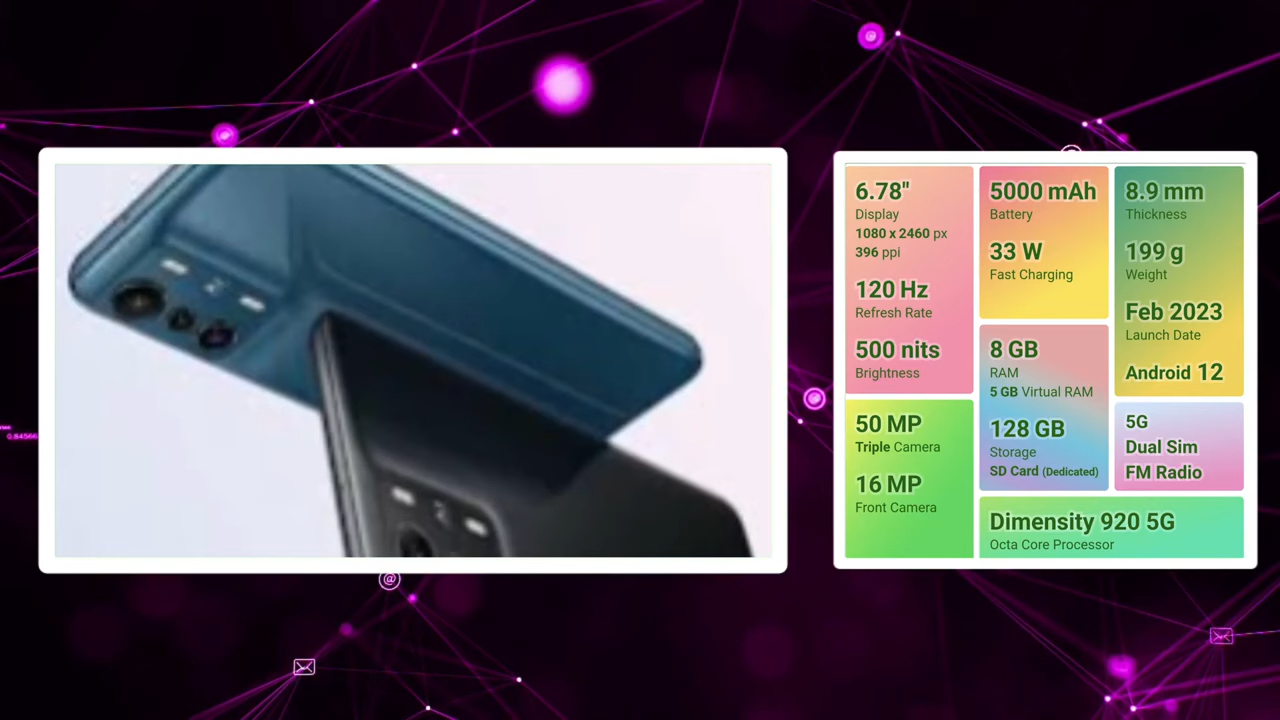 6.78"
Display
1080 x 2460 px
396 ppi
120 Hz
Refresh Rate
500 nits
Brightness
50 MP
Triple Camera
16 MP
Front Camera
5000 mAh
Battery
33 W
Fast Charging
8 GB
RAM
5 GB Virtual RAM
128 GB
Storage
SD Card (Dedicated)
8.9 mm
Thickness
199 g
Weight
Feb 2023
Launch Date
Android 12
5G
Dual Sim
FM Radio
Dimensity 920 5G
Octa Core Processor
@